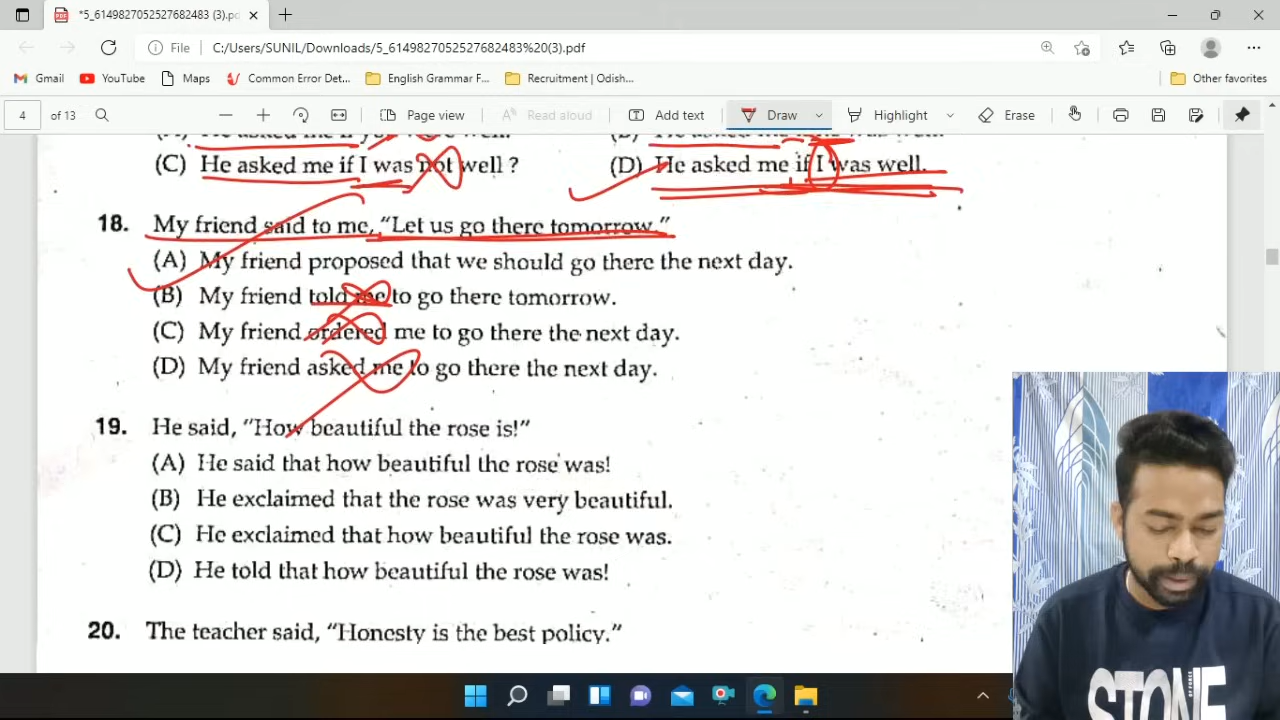 *5_6149827052527682483 (3).pd
File
C:/Users/SUNIL/Downloads/5_6149827052527682483%20(3).pdf
Gmail
YouTube
Maps
Common Error Det...
English Grammar F...
Recruitment | Odish...
Other favorites
4 of 13
Page view
Read aloud
Add text
Draw
Highlight
Erase
(C) He asked me if I was not well ?
(D) He asked me if I was well.
18. My friend said to me, "Let us go there tomorrow."
(A) My friend proposed that we should go there the next day.
(B) My friend told me to go there tomorrow.
(C) My friend ordered me to go there the next day.
(D) My friend asked me to go there the next day.
19. He said, "How beautiful the rose is!"
(A) He said that how beautiful the rose was!
(B) He exclaimed that the rose was very beautiful.
(C) He exclaimed that how beautiful the rose was.
(D) He told that how beautiful the rose was!
20. The teacher said, "Honesty is the best policy."
STONE